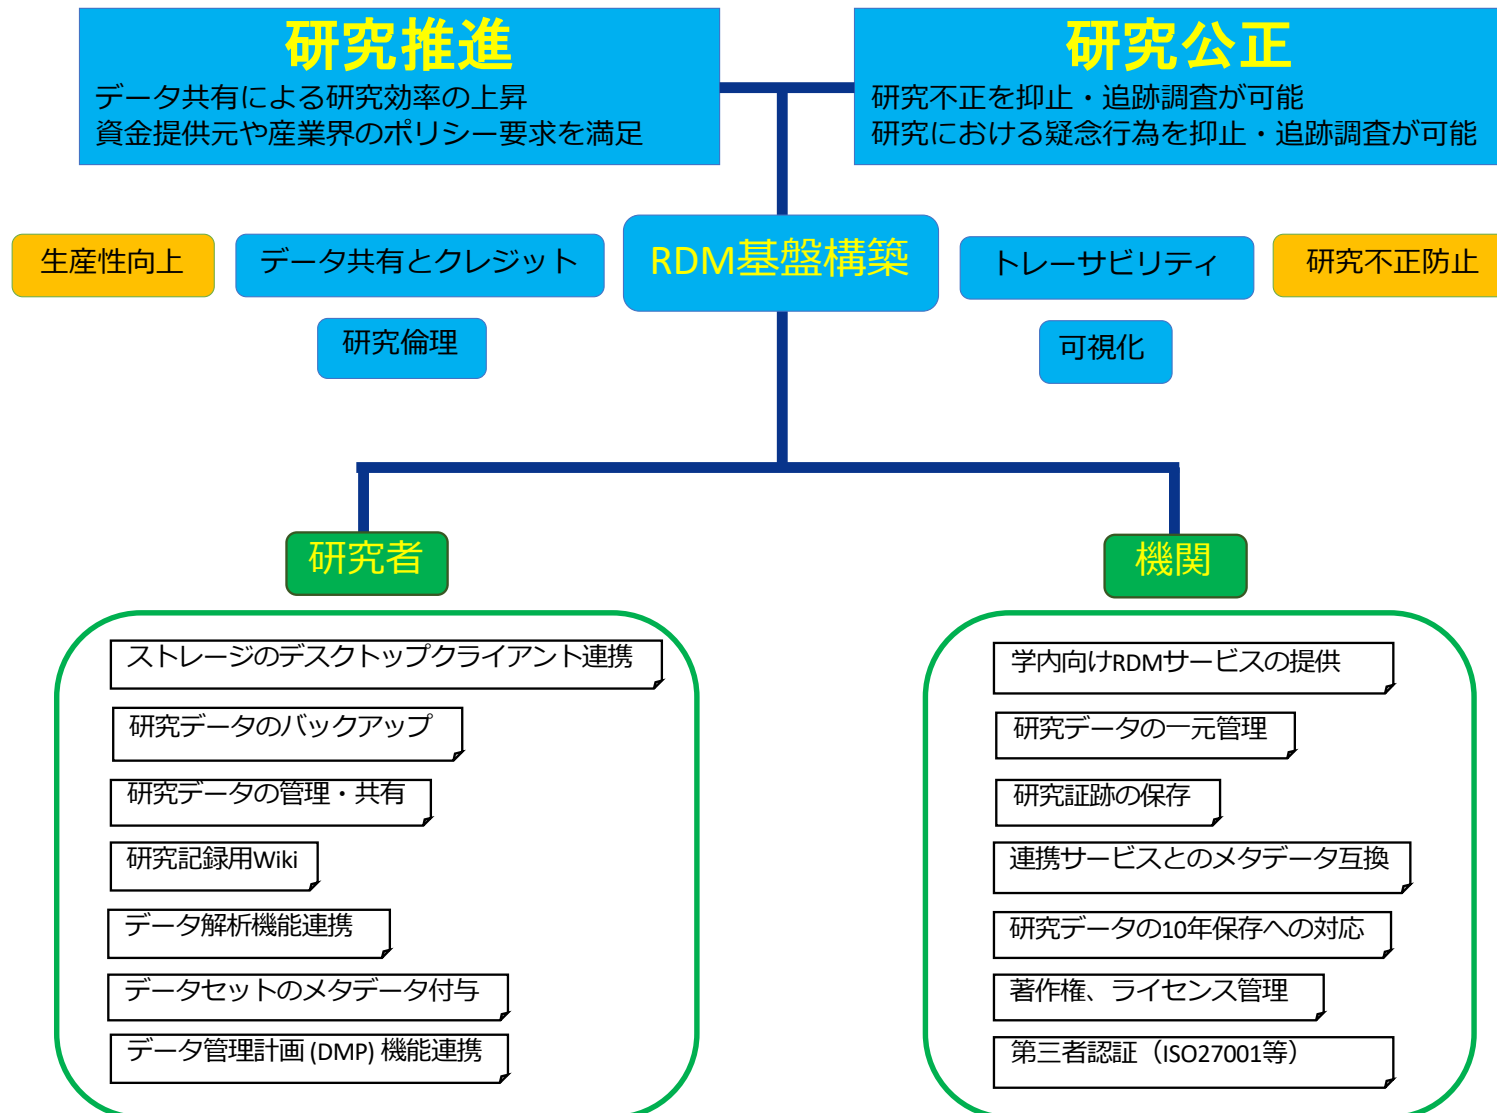 研究推進
データ共有による研究効率の上昇
資金提供元や産業界のポリシー要求を満足
研究公正
研究不正を抑止・追跡調査が可能
研究における疑念行為を抑止・追跡調査が可能
生産性向上
データ共有とクレジット
RDM基盤構築
トレーサビリティ
研究不正防止
研究倫理
可視化
研究者
機関
ストレージのデスクトップクライアント連携
研究データのバックアップ
研究データの管理・共有
研究記録用Wiki
データ解析機能連携
データセットのメタデータ付与
データ管理計画 (DMP) 機能連携
学内向けRDMサービスの提供
研究データの一元管理
研究証跡の保存
連携サービスとのメタデータ互換
研究データの10年保存への対応
著作権、ライセンス管理
第三者認証（ISO27001等）